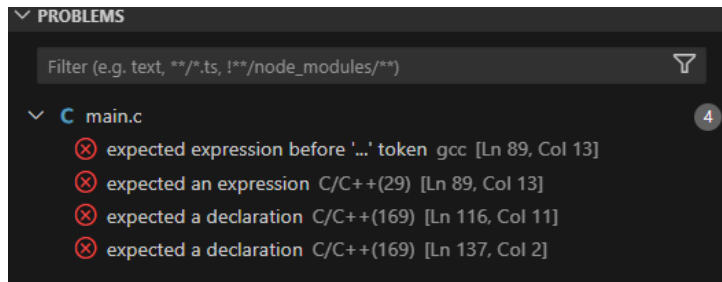 PROBLEMS
Filter (e.g. text, **/*.ts, !**/node_modules/**)
C main.c 4
expected expression before '...' token gcc [Ln 89, Col 13]
expected an expression C/C++(29) [Ln 89, Col 13]
expected a declaration C/C++(169) [Ln 116, Col 11]
expected a declaration C/C++(169) [Ln 137, Col 2]